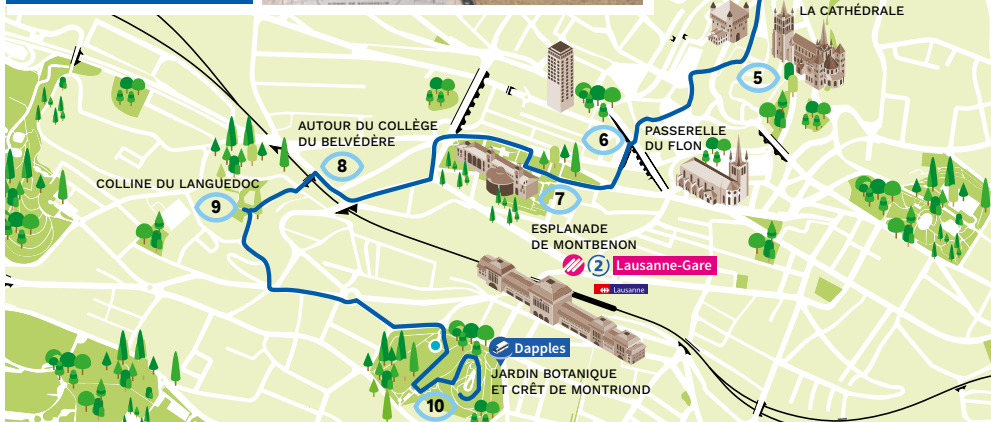 LA CATHÉDRALE
5
6
PASSERELLE
DU FLON
AUTOUR DU COLLÈGE
DU BELVÉDÈRE
8
COLLINE DU LANGUEDOC
9
7
ESPLANADE
DE MONTBENON
2 Lausanne-Gare
Lausanne
Dapples
JARDIN BOTANIQUE
ET CRÊT DE MONTRIOND
10